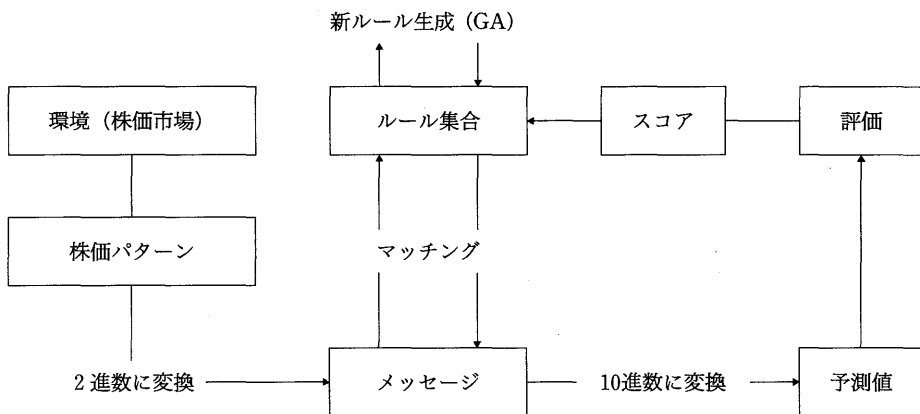 新ルール生成（GA）
環境（株価市場）
ルール集合
スコア
評価
株価パターン
マッチング
2進数に変換
メッセージ
10進数に変換
予測値